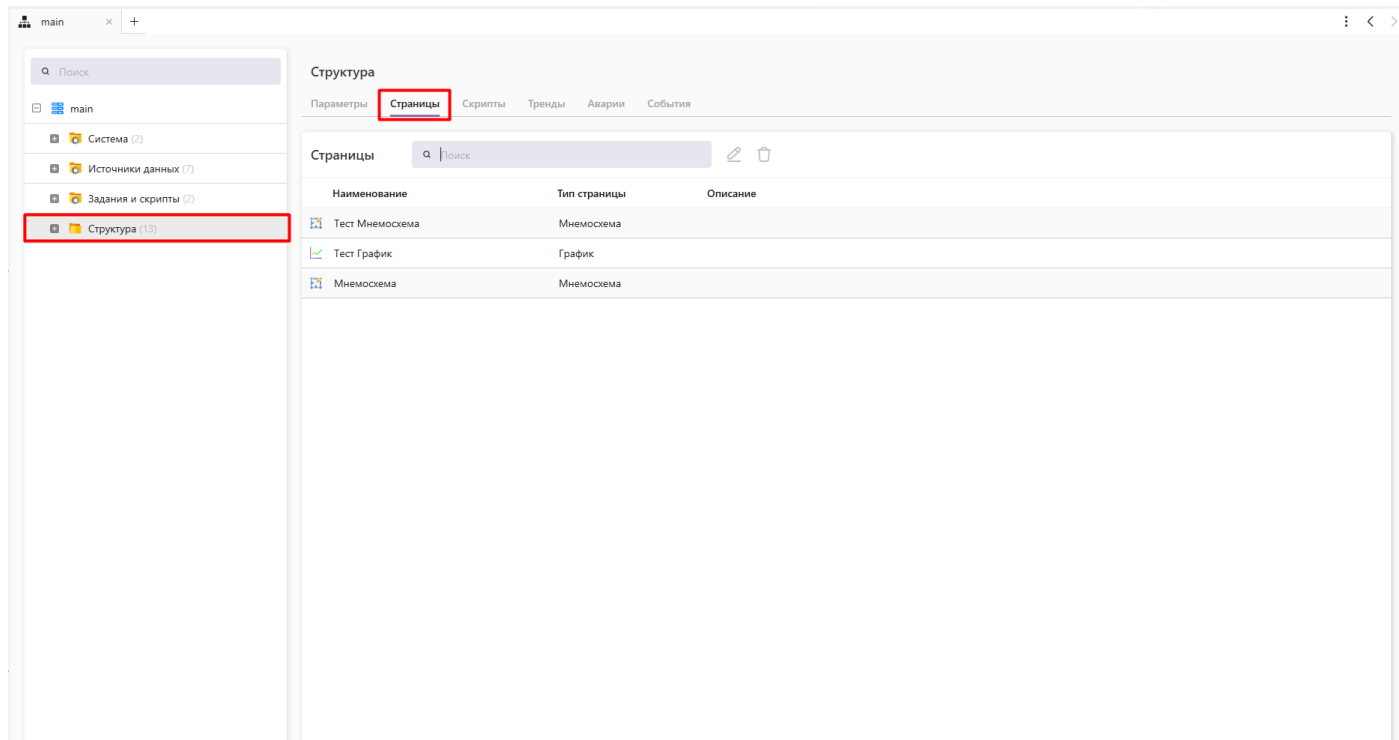 main × +
Поиск
main
Система (2)
Источники данных (7)
Задания и скрипты (2)
Структура (13)
Структура
Параметры Страницы Скрипты Тренды Аварии События
Страницы Поиск
Наименование Тип страницы Описание
Тест Мнемосхема Мнемосхема
Тест График График
Мнемосхема Мнемосхема